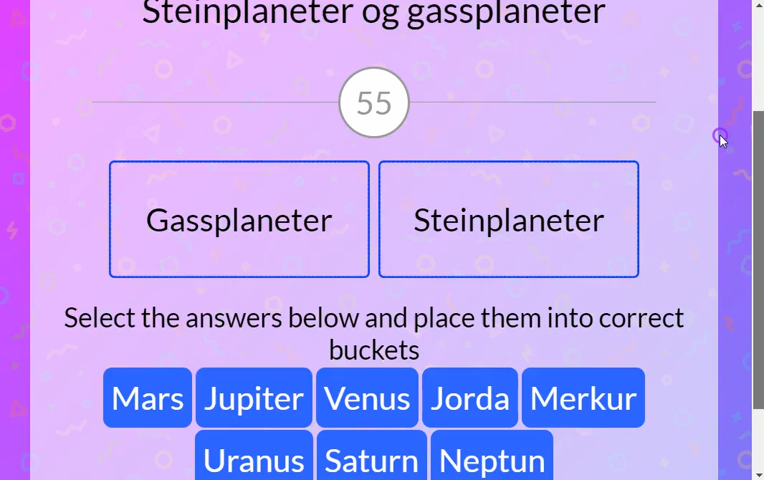 Steinplaneter og gassplaneter
55
Gassplaneter Steinplaneter
Select the answers below and place them into correct
buckets
Mars Jupiter Venus Jorda Merkur
Uranus Saturn Neptun